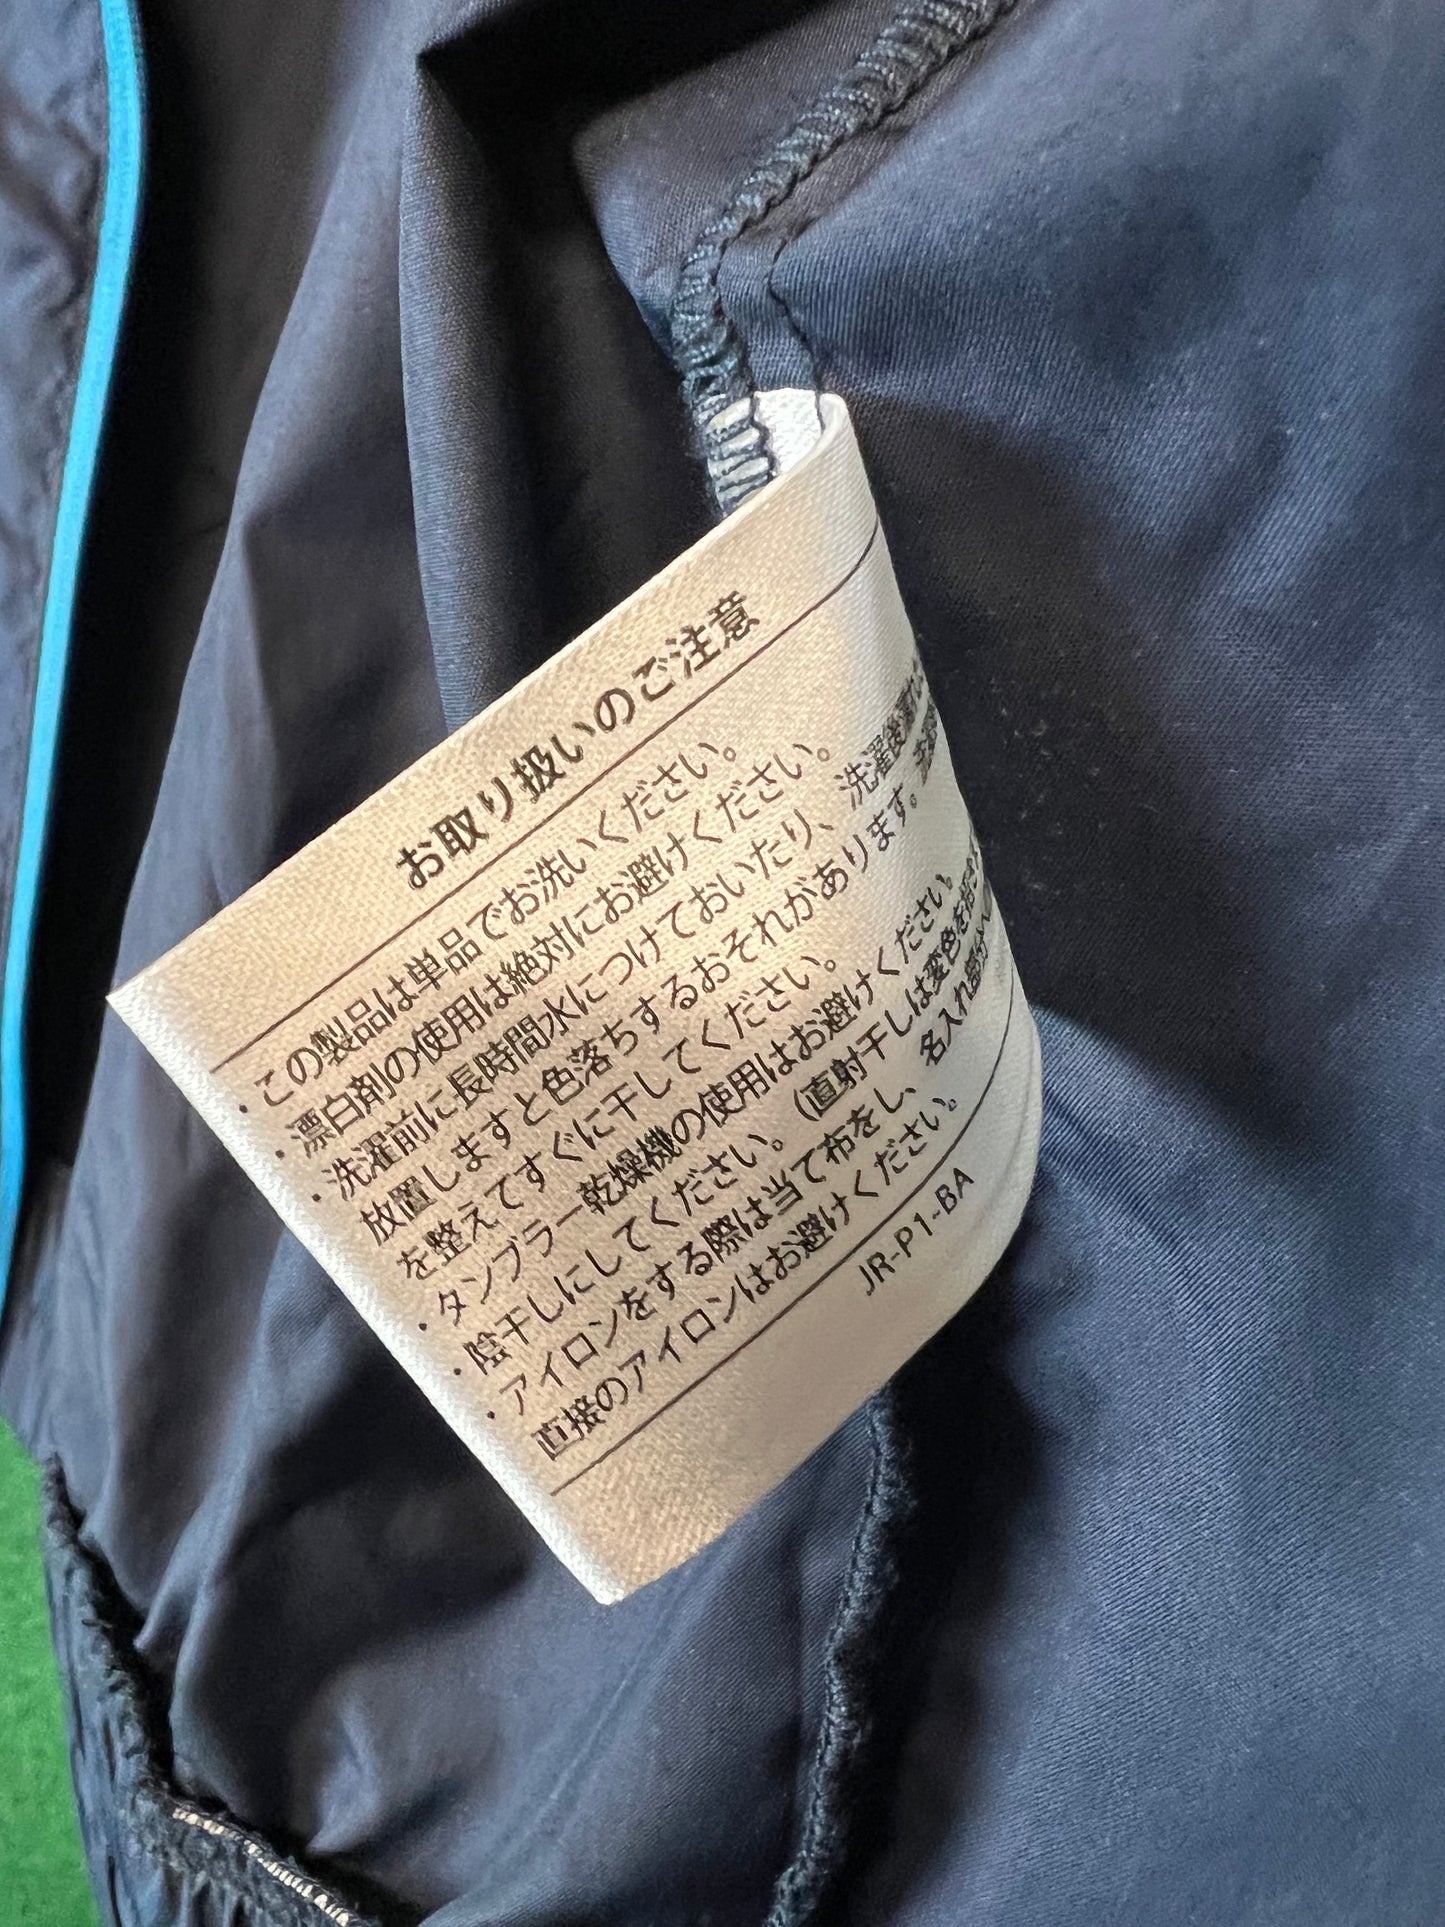 お取り扱いのご注意
・この製品は単品でお洗いください。
・漂白剤の使用は絶対にお避けください。
・洗濯前に長時間水につけておいたり、洗濯後濡れ
放置しますと色落ちするおそれがあります。
を整えてすぐに干してください。
・タンブラー乾燥機の使用はお避けください。
・陰干しにしてください。(直射干しは変色を
・アイロンをする際は当て布をし、名入れ部分へ
直接のアイロンはお避けください。
JR-P1-BA